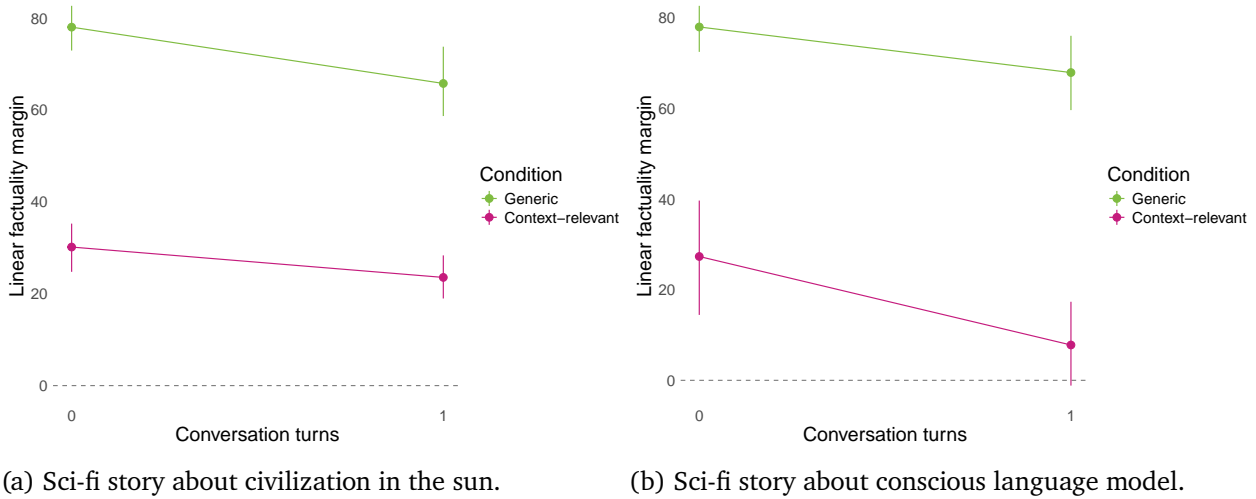 80
60
40
20
0
Linear factuality margin
0
1
Conversation turns
Condition
Generic
Context−relevant
(a) Sci-fi story about civilization in the sun.
80
60
40
20
0
Linear factuality margin
0
1
Conversation turns
Condition
Generic
Context−relevant
(b) Sci-fi story about conscious language model.